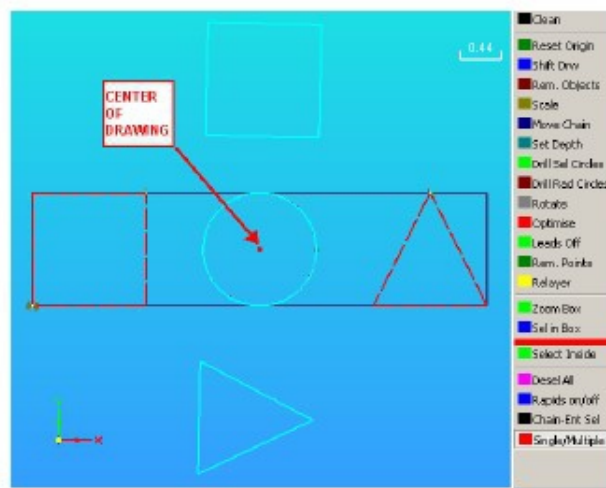 0.44
CENTER
OF
DRAWING
X
Clean
Reset Origin
Shift Drw
Rem. Objects
Scale
Move Chain
Set Depth
Drill Sel Circles
Drill Rad Circles
Rotate
Optimise
Leads Off
Rem. Points
Relayer
Zoom Box
Sel in Box
Select Inside
Desel All
Rapids on/off
Chain-Ent Sel
Single/Multiple